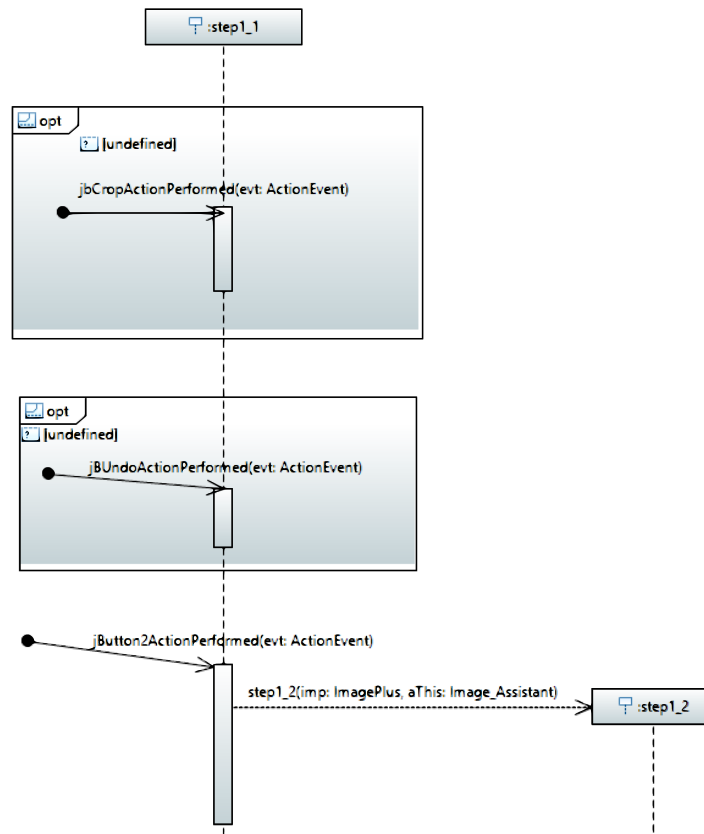 :step1_1
opt
? [undefined]
jbCropActionPerformed(evt: ActionEvent)
opt
? [undefined]
jBUndoActionPerformed(evt: ActionEvent)
jButton2ActionPerformed(evt: ActionEvent)
step1_2(imp: ImagePlus, aThis: Image_Assistant)
:step1_2